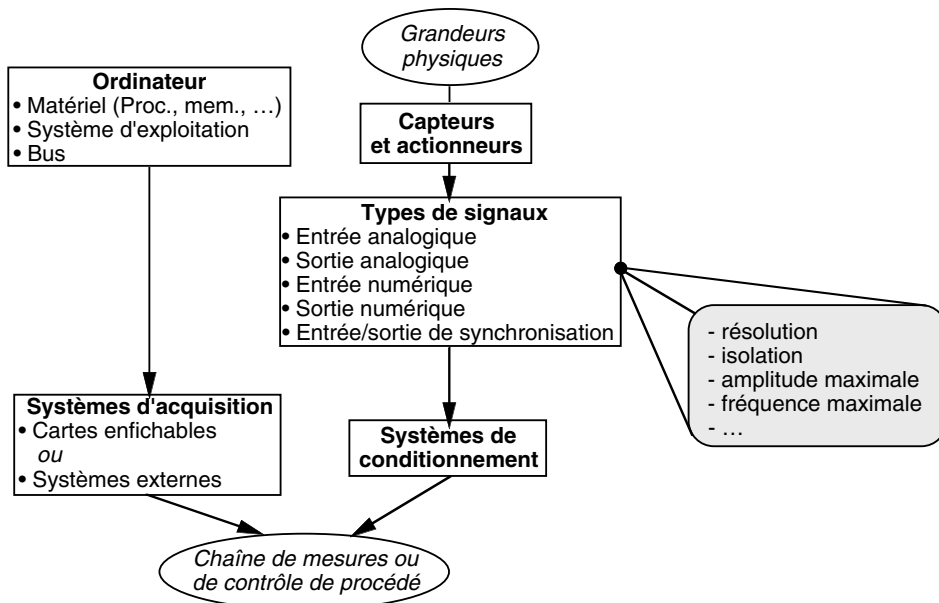 Grandeurs
physiques
Ordinateur
• Matériel (Proc., mem., …)
• Système d'exploitation
• Bus
Capteurs
et actionneurs
Types de signaux
• Entrée analogique
• Sortie analogique
• Entrée numérique
• Sortie numérique
• Entrée/sortie de synchronisation
- résolution
- isolation
- amplitude maximale
- fréquence maximale
- …
Systèmes d'acquisition
• Cartes enfichables
ou
• Systèmes externes
Systèmes de
conditionnement
Chaîne de mesures ou
de contrôle de procédé